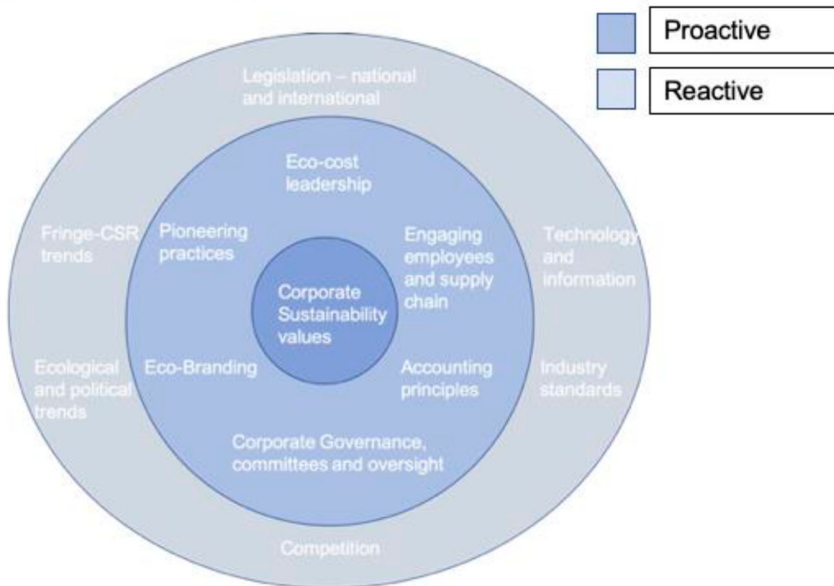 Proactive
Reactive
Legislation – national
and international
Eco-cost
leadership
Fringe-CSR
trends
Pioneering
practices
Engaging
employees
and supply
chain
Technology
and
information
Corporate
Sustainability
values
Ecological
and political
trends
Eco-Branding
Accounting
principles
Industry
standards
Corporate Governance,
committees and oversight
Competition